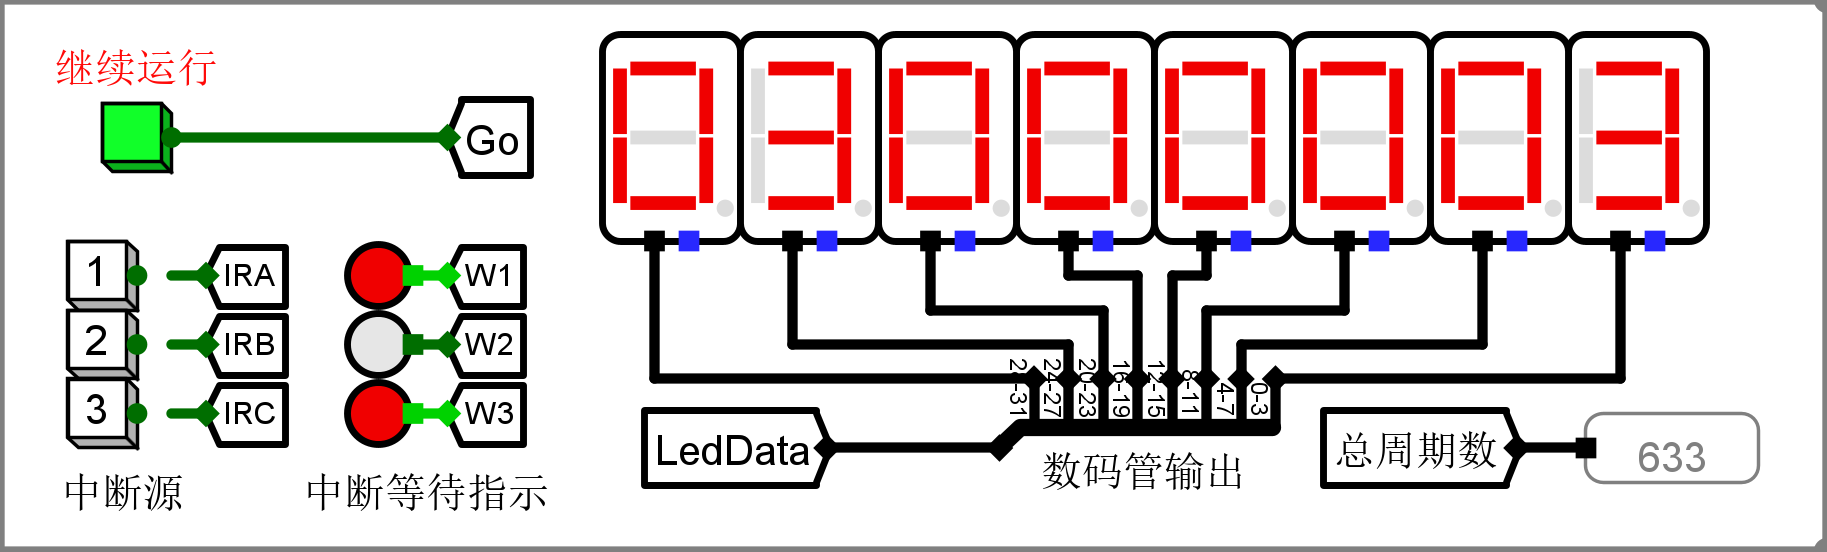 继续运行
Go
1 IRA W1
2 IRB W2
3 IRC W3
中断源
中断等待指示
03000003
28-31 24-27 20-23 16-19 12-15 8-11 4-7 0-3
LedData
数码管输出
总周期数
633